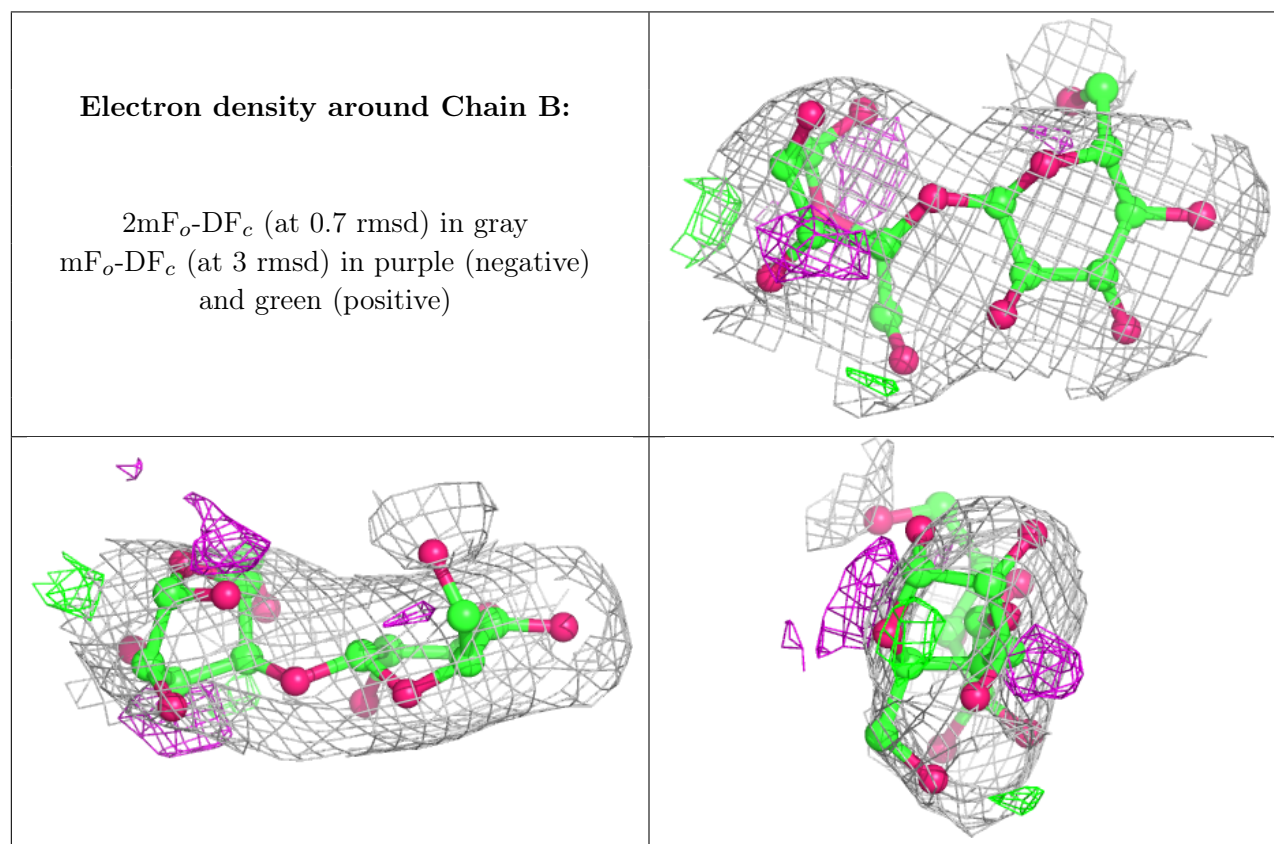 Electron density around Chain B:
2mFo-DFc (at 0.7 rmsd) in gray
mFo-DFc (at 3 rmsd) in purple (negative)
and green (positive)